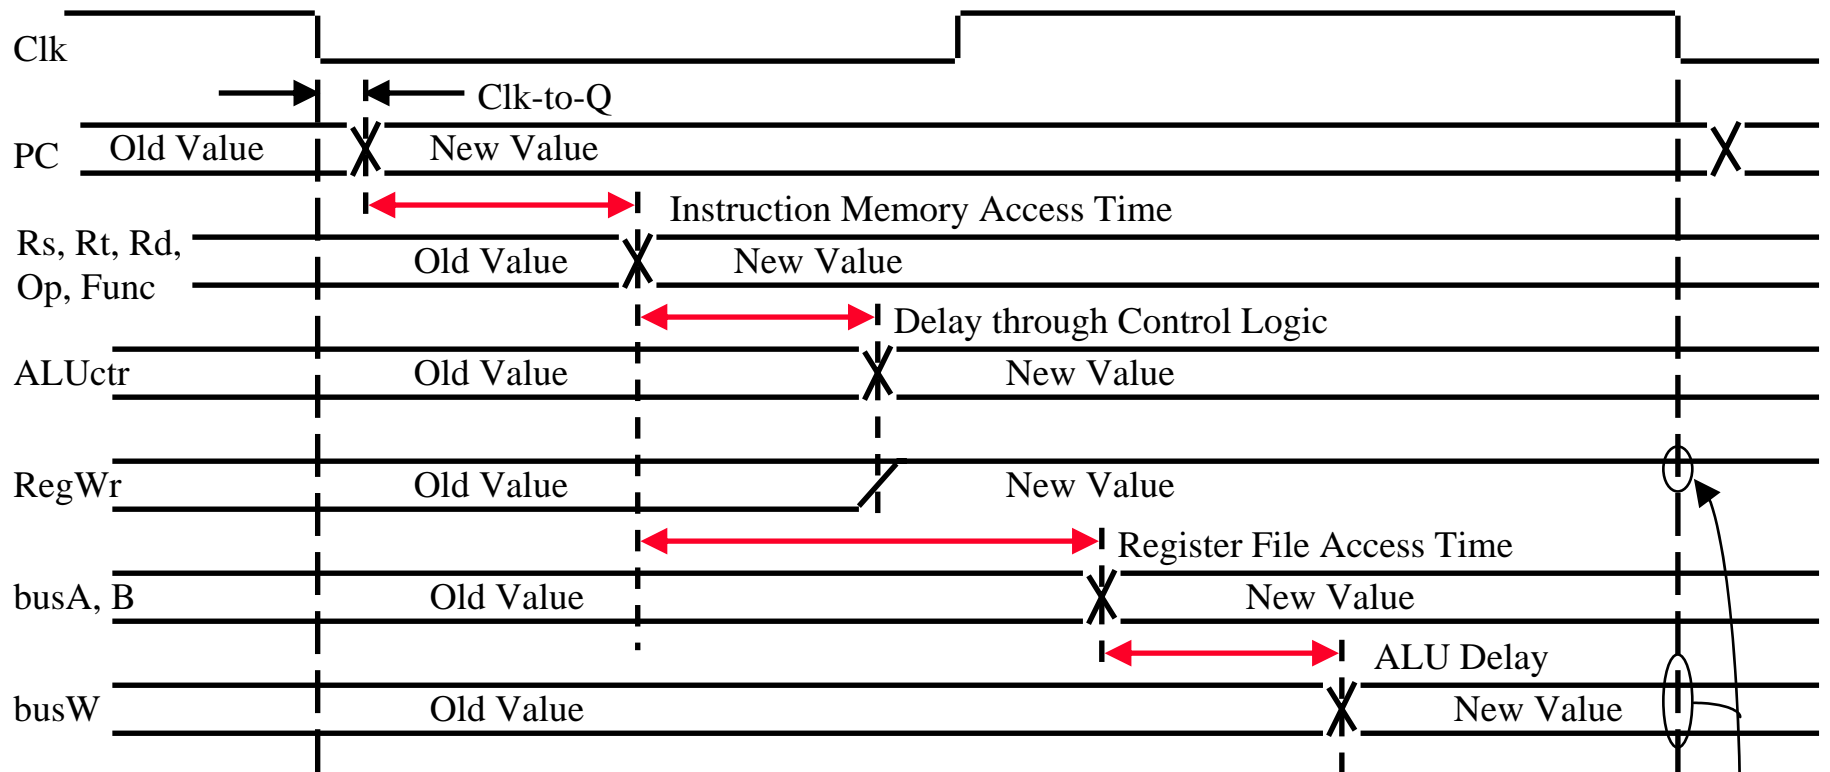 Clk
Clk-to-Q
PC Old Value New Value
Instruction Memory Access Time
Rs, Rt, Rd,
Op, Func
Old Value New Value
Delay through Control Logic
ALUctr Old Value New Value
RegWr Old Value New Value
Register File Access Time
busA, B Old Value New Value
ALU Delay
busW Old Value New Value